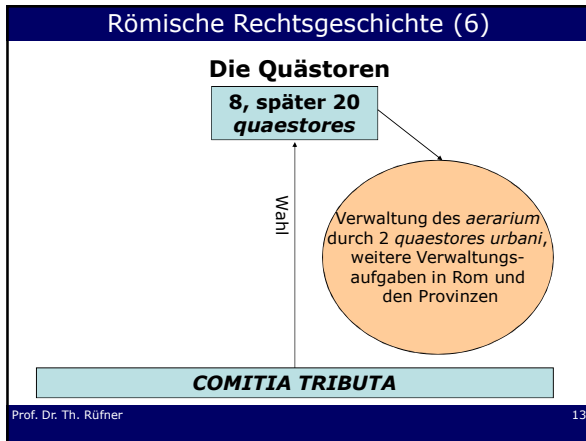 Römische Rechtsgeschichte (6)
Die Quästoren
8, später 20
quaestores
Wahl
Verwaltung des aerarium
durch 2 quaestores urbani,
weitere Verwaltungs-
aufgaben in Rom und
den Provinzen
COMITIA TRIBUTA
Prof. Dr. Th. Rüfner
13